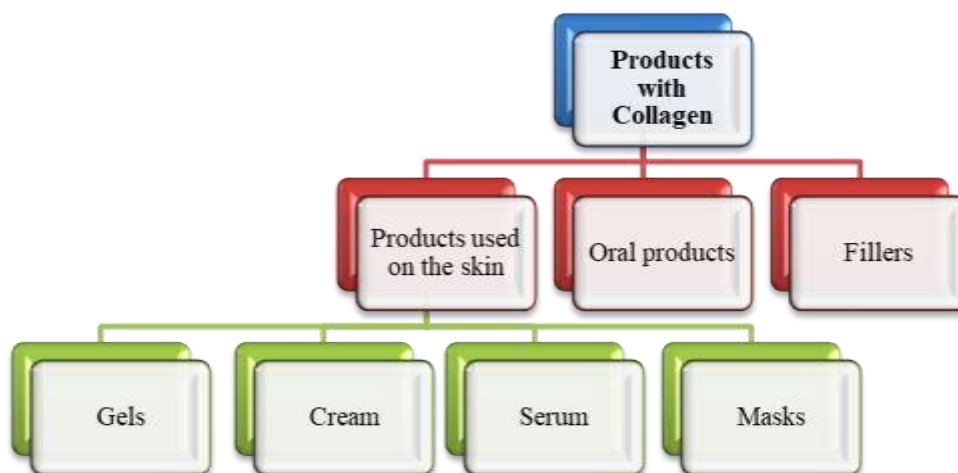 Products
with
Collagen
Products used
on the skin
Oral products
Fillers
Gels
Cream
Serum
Masks